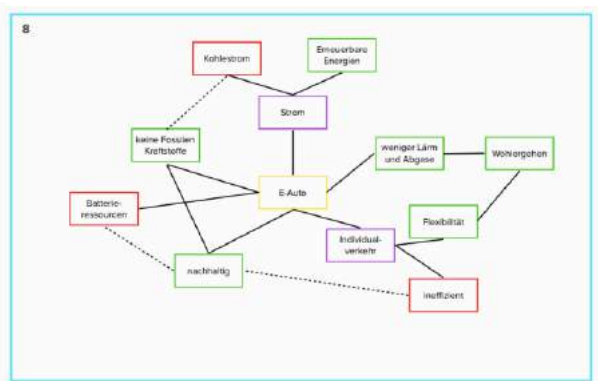 8
Kohlestrom
Erneuerbare
Energien
Strom
keine Fossilen
Kraftstoffe
weniger Lärm
und Abgase
Wohlergehen
E-Auto
Batterie-
ressourcen
Flexibilität
Individual-
verkehr
nachhaltig
ineffizient